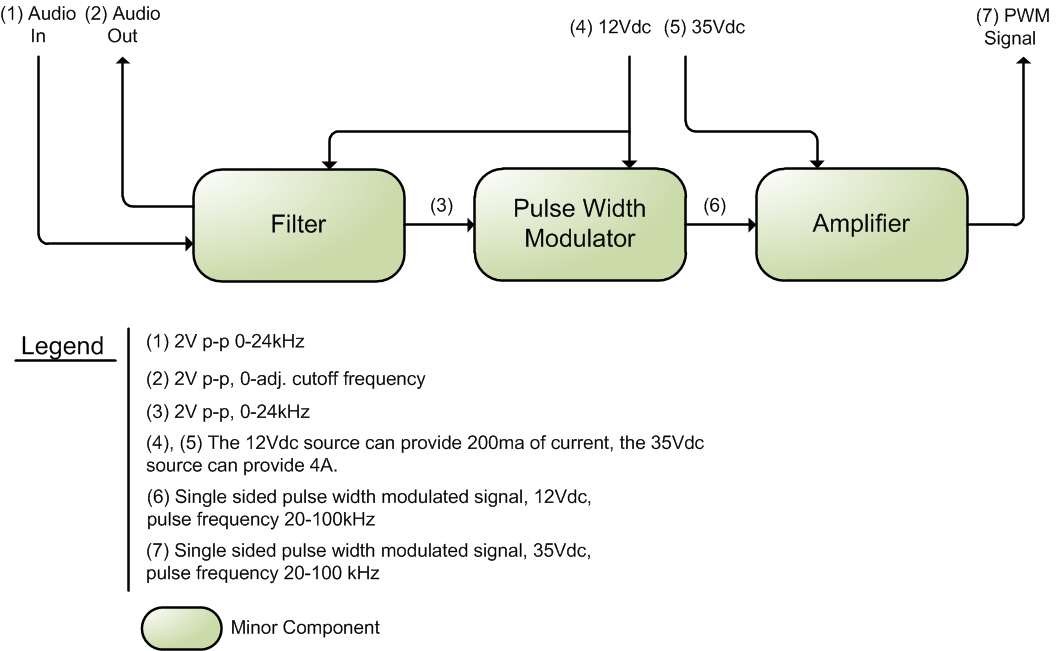 (1) Audio In
(2) Audio Out
(4) 12Vdc
(5) 35Vdc
(7) PWM Signal
Filter
(3)
Pulse Width
Modulator
(6)
Amplifier
Legend
(1) 2V p-p 0-24kHz
(2) 2V p-p, 0-adj. cutoff frequency
(3) 2V p-p, 0-24kHz
(4), (5) The 12Vdc source can provide 200ma of current, the 35Vdc
source can provide 4A.
(6) Single sided pulse width modulated signal, 12Vdc,
pulse frequency 20-100kHz
(7) Single sided pulse width modulated signal, 35Vdc,
pulse frequency 20-100 kHz
Minor Component